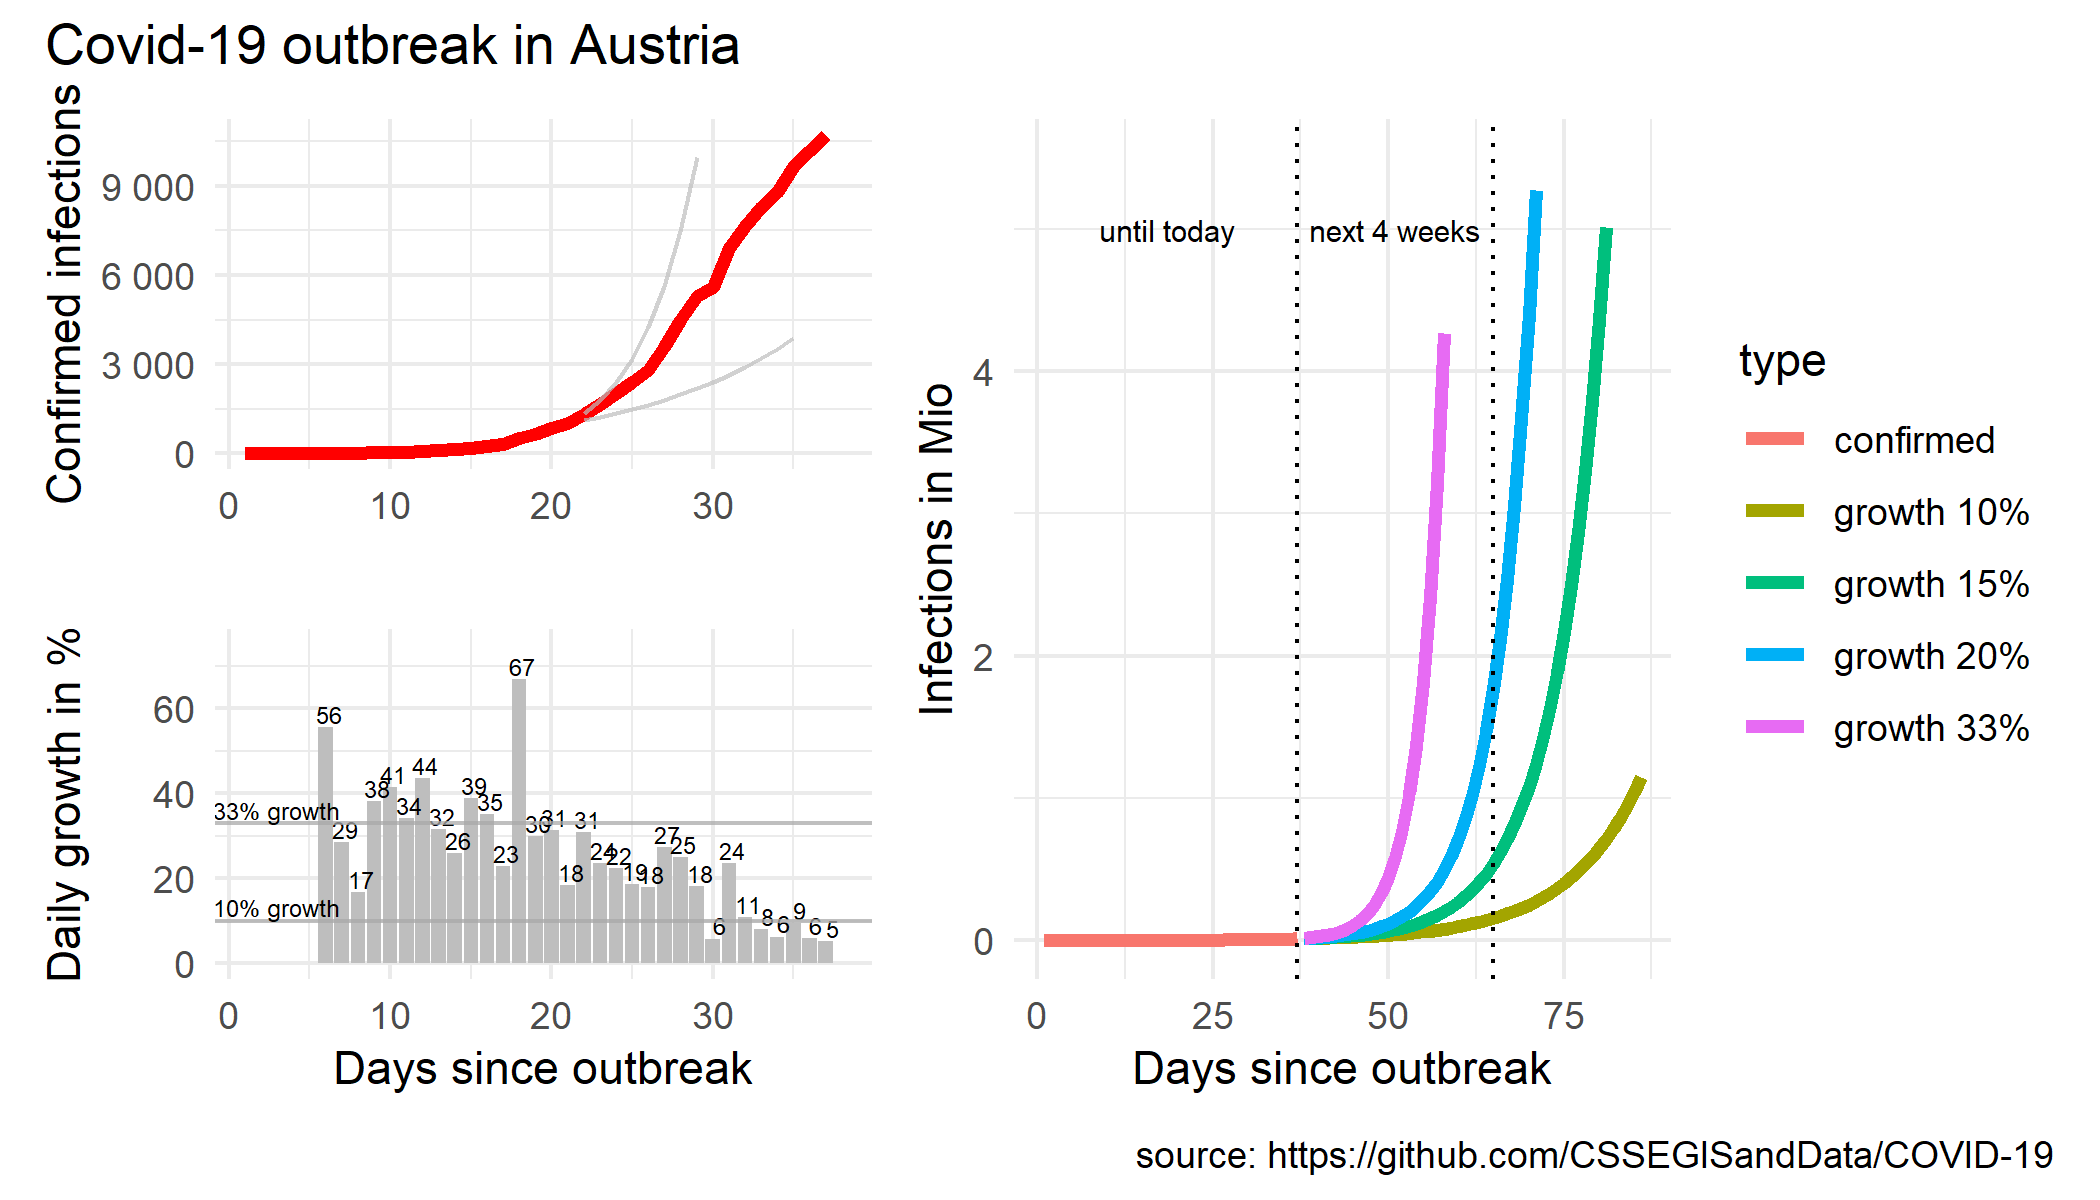 Covid-19 outbreak in Austria
Confirmed infections
9 000
6 000
3 000
0
0 10 20 30
Daily growth in %
60
40
20
0
33% growth
10% growth
56 29 17 38 41 34 44 32 26 39 35 23 67 30 31 18 31 24 22 19 18 27 25 18 6 24 11 8 6 9 6 5
0 10 20 30
Days since outbreak
Infections in Mio
4
2
0
until today
next 4 weeks
0 25 50 75
Days since outbreak
type
confirmed
growth 10%
growth 15%
growth 20%
growth 33%
source: https://github.com/CSSEGISandData/COVID-19